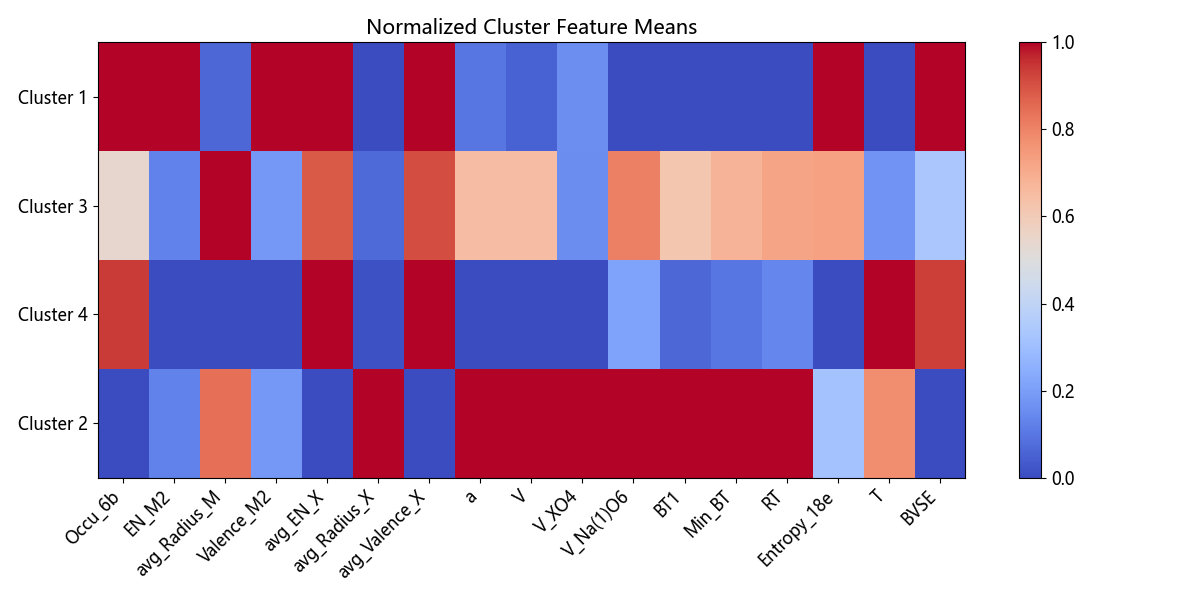 Normalized Cluster Feature Means
Cluster 1
Cluster 3
Cluster 4
Cluster 2
Occu_6b
EN_M2
avg_Radius_M
Valence_M2
avg_EN_X
avg_Radius_X
avg_Valence_X
a
V
V_XO4
V_Na(1)O6
BT1
Min_BT
RT
Entropy_18e
T
BVSE
1.0
0.8
0.6
0.4
0.2
0.0